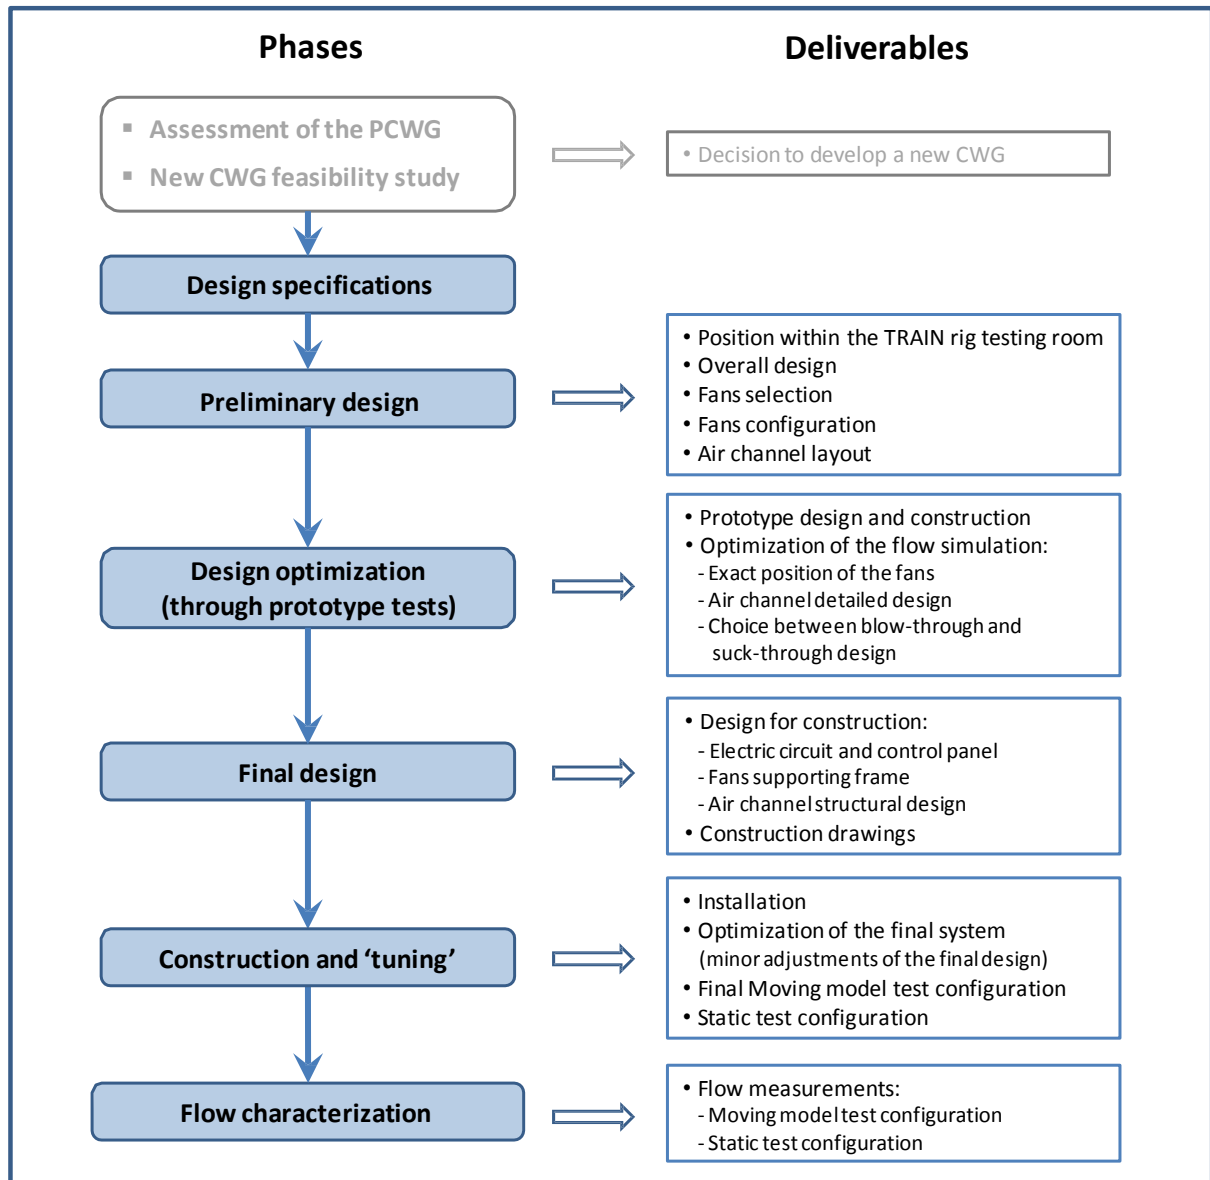 Phases
Deliverables
▪ Assessment of the PCWG
▪ New CWG feasibility study
• Decision to develop a new CWG
Design specifications
Preliminary design
• Position within the TRAIN rig testing room
• Overall design
• Fans selection
• Fans configuration
• Air channel layout
Design optimization
(through prototype tests)
• Prototype design and construction
• Optimization of the flow simulation:
- Exact position of the fans
- Air channel detailed design
- Choice between blow-through and
suck-through design
Final design
• Design for construction:
- Electric circuit and control panel
- Fans supporting frame
- Air channel structural design
• Construction drawings
Construction and ‘tuning’
• Installation
• Optimization of the final system
(minor adjustments of the final design)
• Final Moving model test configuration
• Static test configuration
Flow characterization
• Flow measurements:
- Moving model test configuration
- Static test configuration